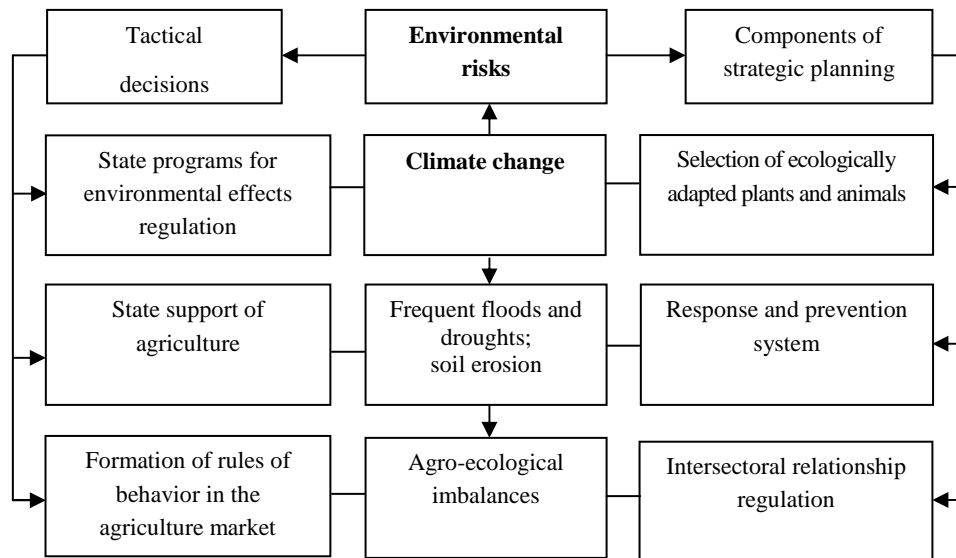 Tactical
decisions
Environmental
risks
Components of
strategic planning
State programs for
environmental effects
regulation
Climate change
Selection of ecologically
adapted plants and animals
State support of
agriculture
Frequent floods and
droughts;
soil erosion
Response and prevention
system
Formation of rules of
behavior in the
agriculture market
Agro-ecological
imbalances
Intersectoral relationship
regulation